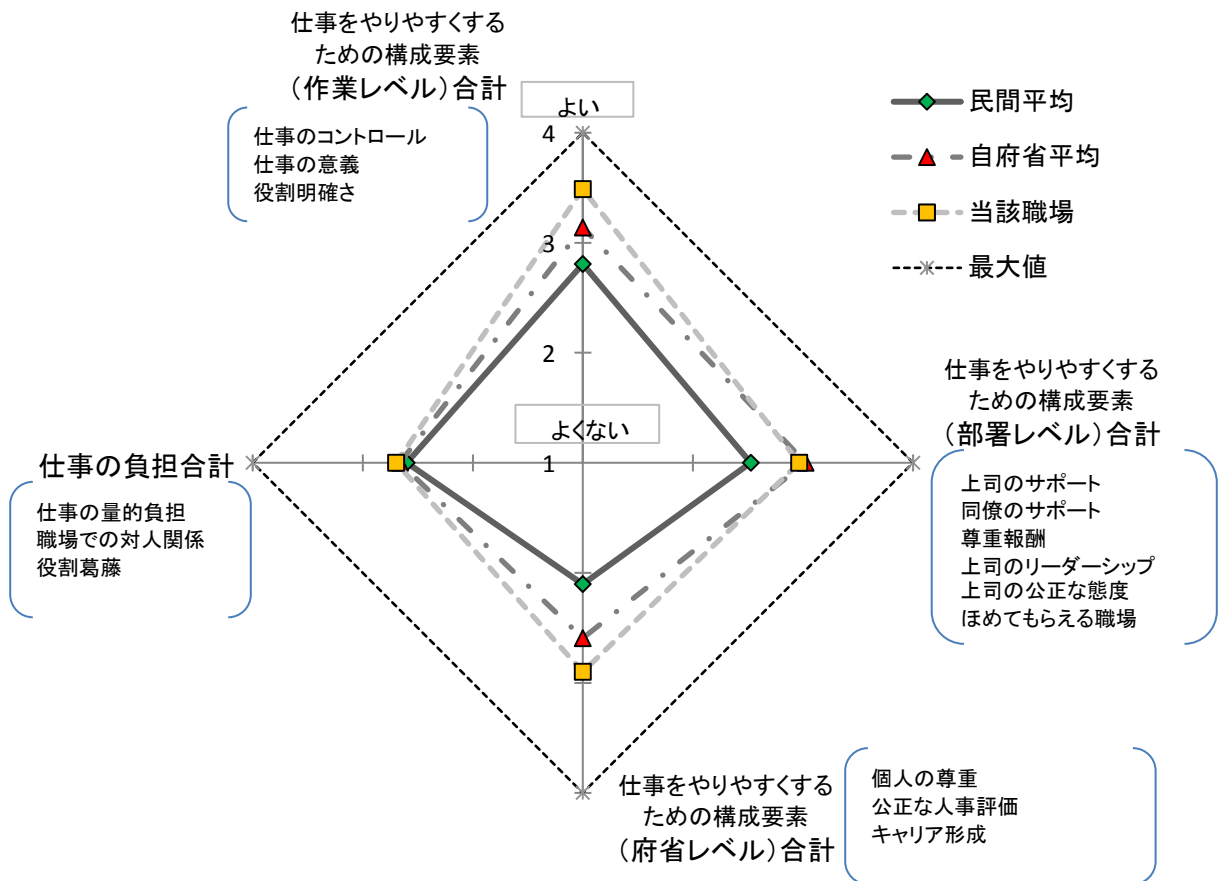 仕事をやりやすくする
ための構成要素
（作業レベル）合計
仕事のコントロール
仕事の意義
役割明確さ
よい
4
3
2
1
よくない
民間平均
自府省平均
当該職場
最大値
仕事をやりやすくする
ための構成要素
（部署レベル）合計
上司のサポート
同僚のサポート
尊重報酬
上司のリーダーシップ
上司の公正な態度
ほめてもらえる職場
仕事の負担合計
仕事の量的負担
職場での対人関係
役割葛藤
仕事をやりやすくする
ための構成要素
（府省レベル）合計
個人の尊重
公正な人事評価
キャリア形成